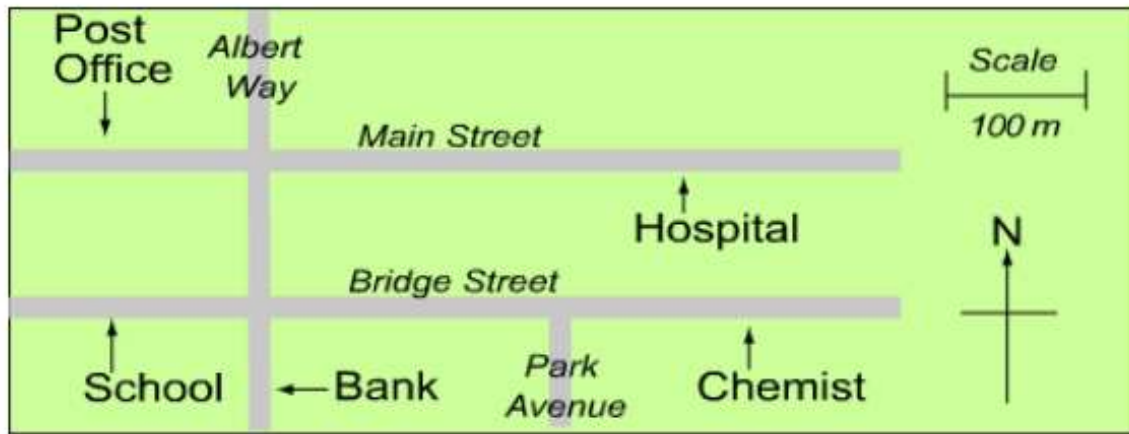 Post
Office
Albert
Way
Scale
100 m
Main Street
Hospital
N
Bridge Street
School
Bank
Park
Avenue
Chemist